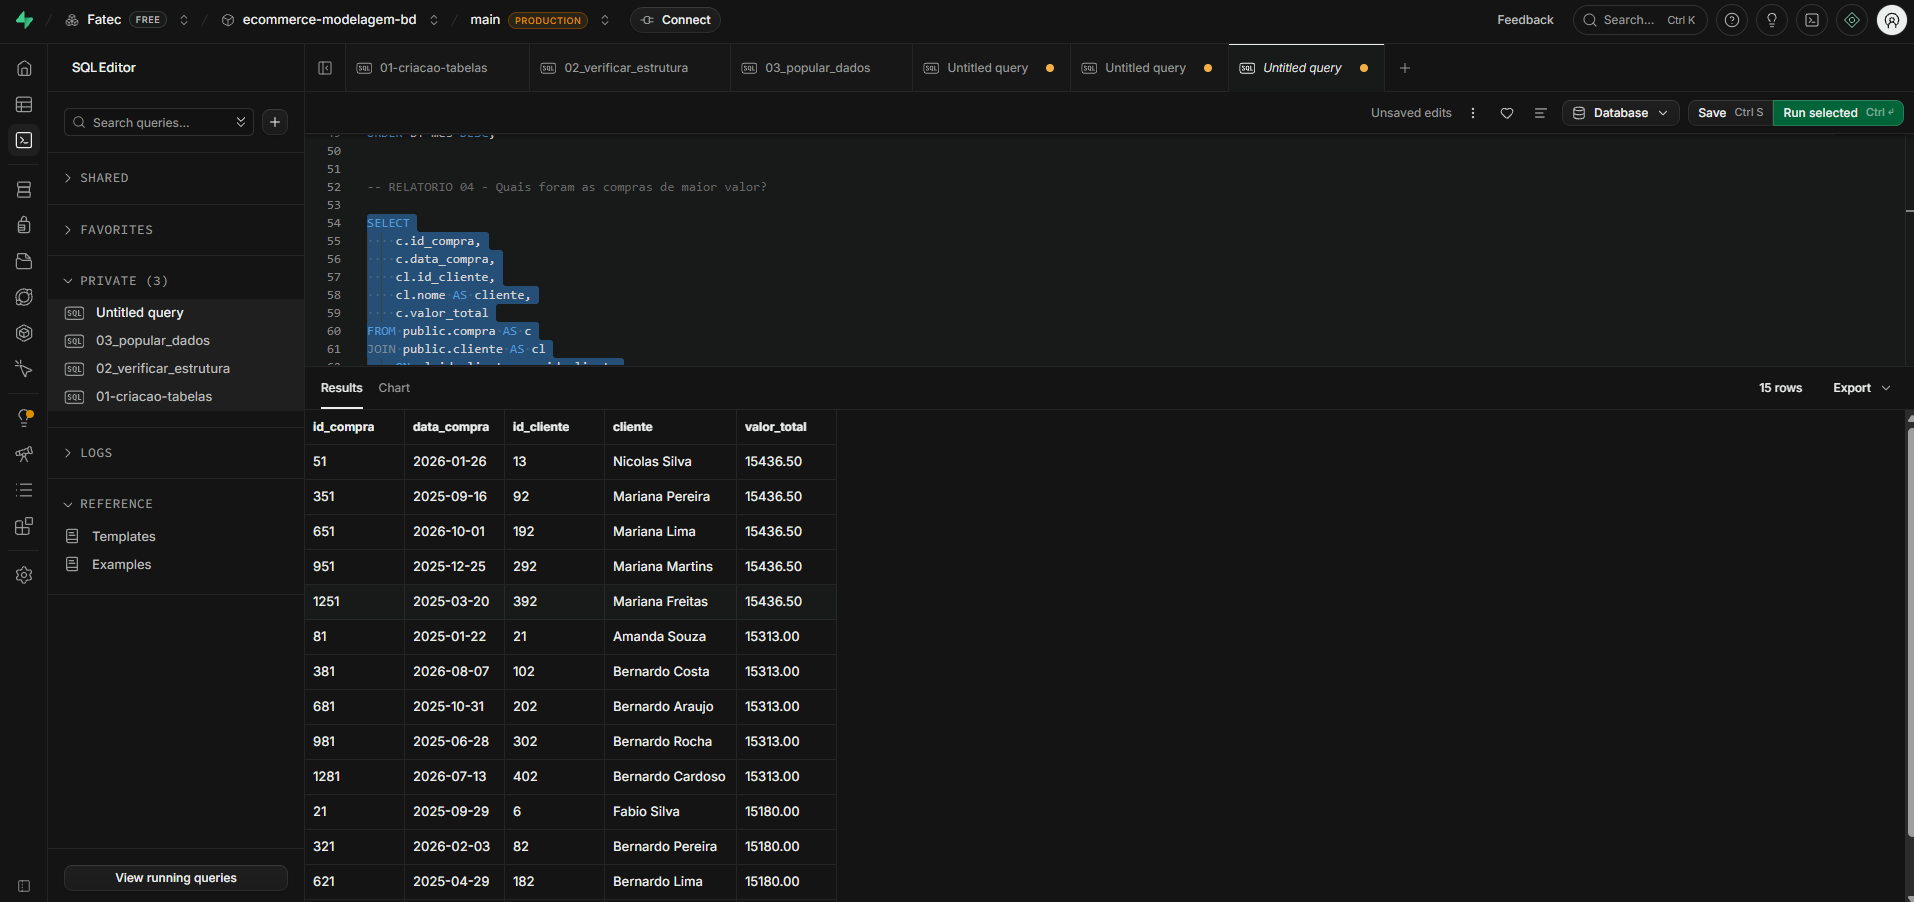 Fatec FREE / ecommerce-modelagem-bd / main PRODUCTION Connect
Feedback Search... Ctrl K
SQL Editor
01-criacao-tabelas
02_verificar_estrutura
03_popular_dados
Untitled query
Untitled query
Untitled query
Search queries...
Unsaved edits
Database
Save Ctrl S
Run selected Ctrl ↵
SHARED
FAVORITES
PRIVATE (3)
SQL Untitled query
SQL 03_popular_dados
SQL 02_verificar_estrutura
SQL 01-criacao-tabelas
LOGS
REFERENCE
Templates
Examples
View running queries
50
51
52 -- RELATORIO 04 - Quais foram as compras de maior valor?
53
54 SELECT
55 c.id_compra,
56 c.data_compra,
57 cl.id_cliente,
58 cl.nome AS cliente,
59 c.valor_total
60 FROM public.compra AS c
61 JOIN public.cliente AS cl
Results Chart
15 rows Export
id_compra data_compra id_cliente cliente valor_total
51 2026-01-26 13 Nicolas Silva 15436.50
351 2025-09-16 92 Mariana Pereira 15436.50
651 2026-10-01 192 Mariana Lima 15436.50
951 2025-12-25 292 Mariana Martins 15436.50
1251 2025-03-20 392 Mariana Freitas 15436.50
81 2025-01-22 21 Amanda Souza 15313.00
381 2026-08-07 102 Bernardo Costa 15313.00
681 2025-10-31 202 Bernardo Araujo 15313.00
981 2025-06-28 302 Bernardo Rocha 15313.00
1281 2026-07-13 402 Bernardo Cardoso 15313.00
21 2025-09-29 6 Fabio Silva 15180.00
321 2026-02-03 82 Bernardo Pereira 15180.00
621 2025-04-29 182 Bernardo Lima 15180.00